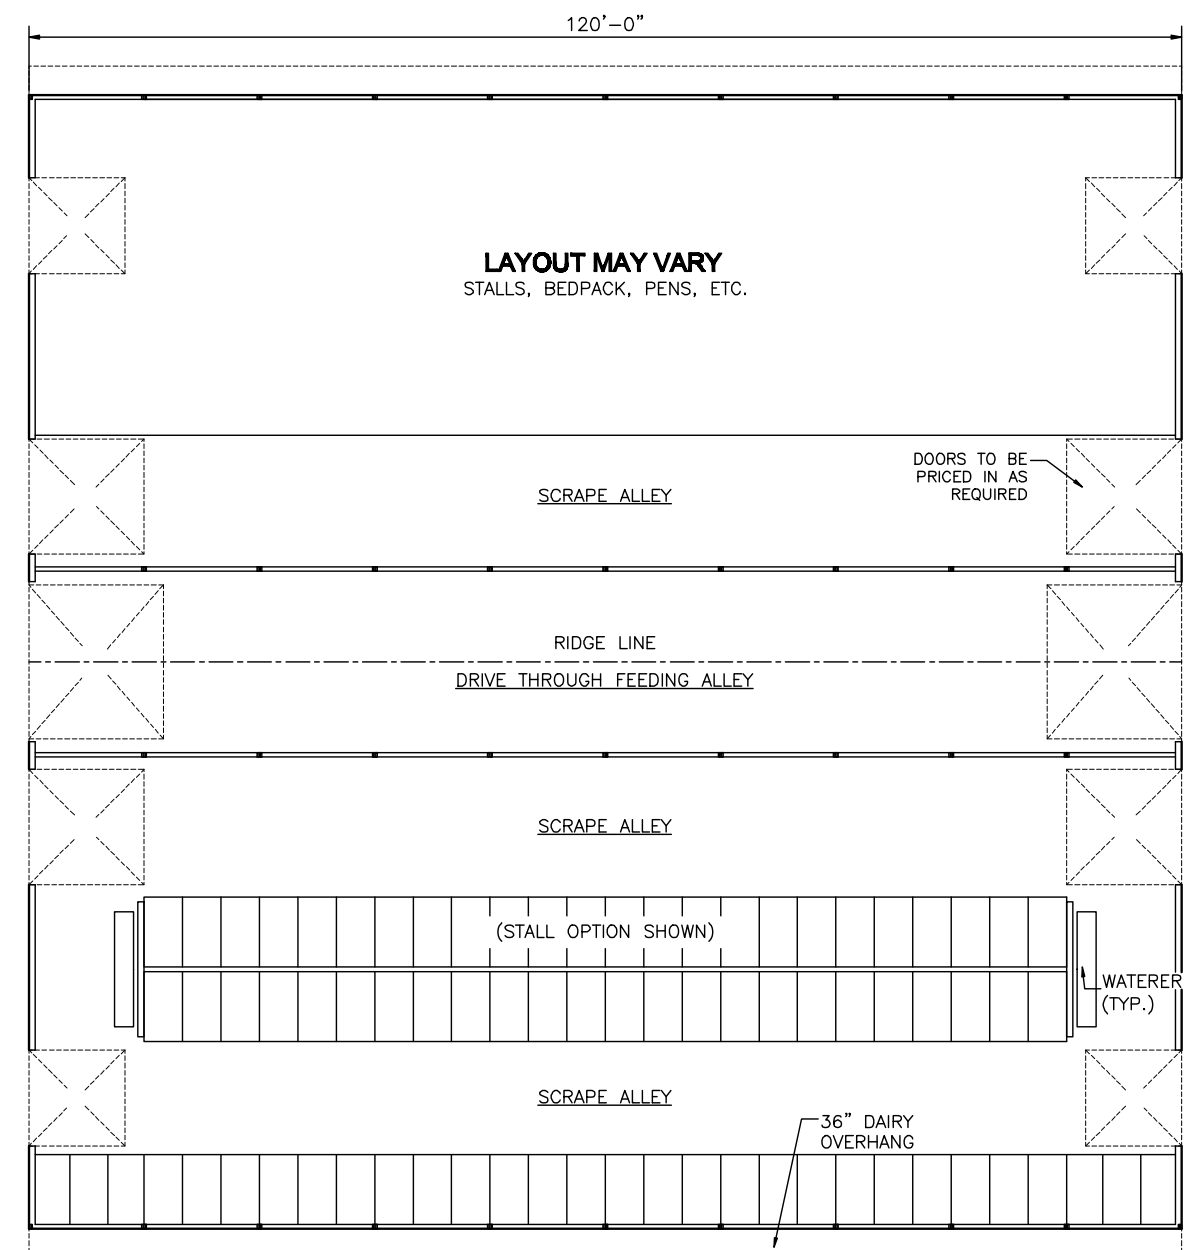 120'-0"
LAYOUT MAY VARY
STALLS, BEDPACK, PENS, ETC.
DOORS TO BE
PRICED IN AS
REQUIRED
SCRAPE ALLEY
RIDGE LINE
DRIVE THROUGH FEEDING ALLEY
SCRAPE ALLEY
(STALL OPTION SHOWN)
WATERER
(TYP.)
SCRAPE ALLEY
36" DAIRY
OVERHANG